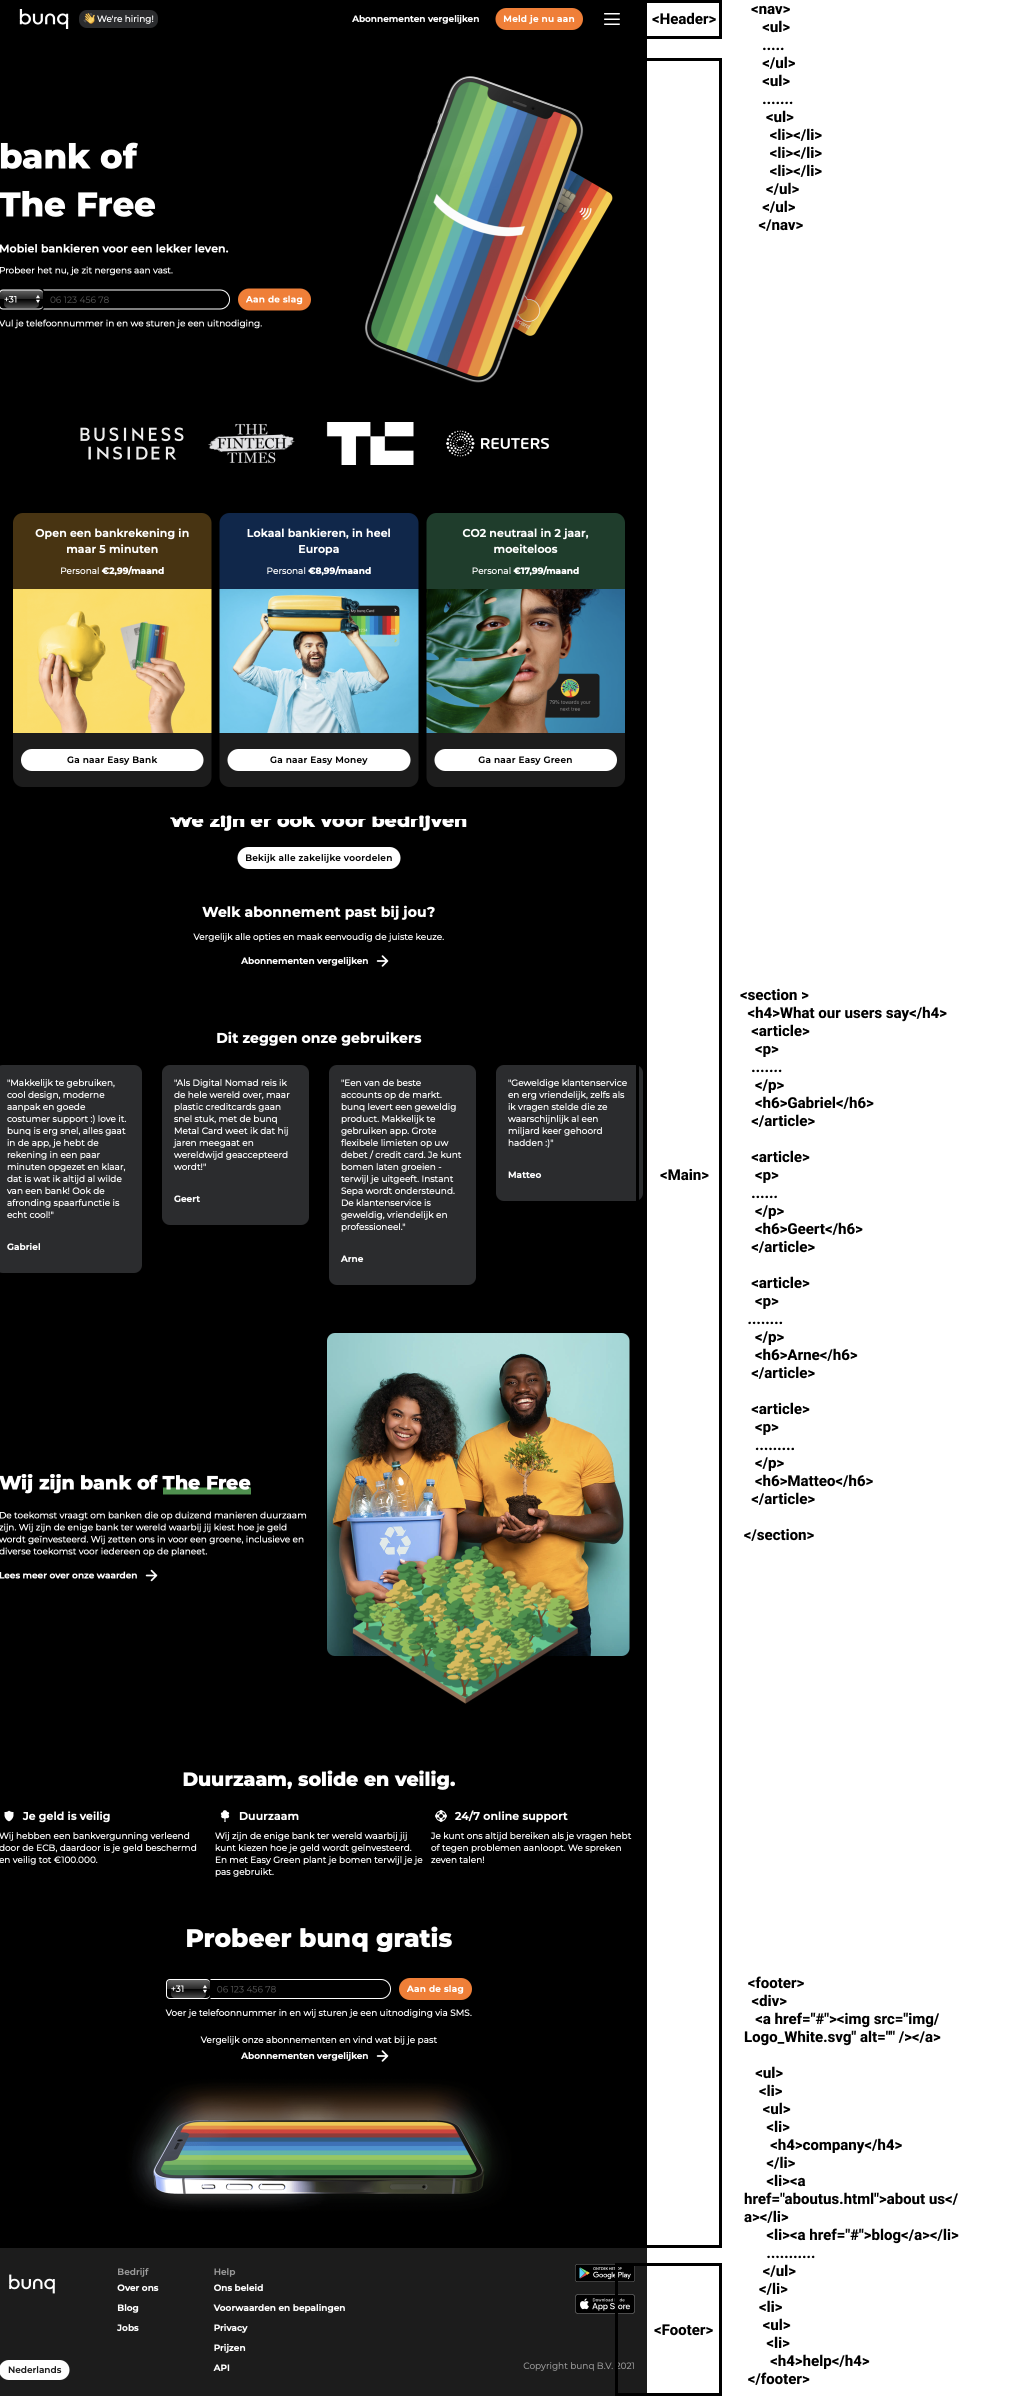 bunq
👋 We're hiring!
Abonnementen vergelijken
Meld je nu aan
bank of
The Free
Mobiel bankieren voor een lekker leven.
Probeer het nu, je zit nergens aan vast.
+31
06 123 456 78
Aan de slag
Vul je telefoonnummer in en we sturen je een uitnodiging.
BUSINESS
INSIDER
THE
FINTECH
TIMES
TC
REUTERS
Open een bankrekening in
maar 5 minuten
Personal €2,99/maand
Ga naar Easy Bank
Lokaal bankieren, in heel
Europa
Personal €8,99/maand
Ga naar Easy Money
CO2 neutraal in 2 jaar,
moeiteloos
Personal €17,99/maand
79% towards your
next tree
Ga naar Easy Green
We zijn er ook voor bedrijven
Bekijk alle zakelijke voordelen
Welk abonnement past bij jou?
Vergelijk alle opties en maak eenvoudig de juiste keuze.
Abonnementen vergelijken
Dit zeggen onze gebruikers
"Makkelijk te gebruiken,
cool design, moderne
aanpak en goede
costumer support :) love it.
bunq is erg snel, alles gaat
in de app, je hebt de
rekening in een paar
minuten opgezet en klaar,
dat is wat ik altijd al wilde
van een bank! Ook de
afronding spaarfunctie is
echt cool!"
Gabriel
"Als Digital Nomad reis ik
de hele wereld over, maar
plastic creditcards gaan
snel stuk, met de bunq
Metal Card weet ik dat hij
jaren meegaat en
wereldwijd geaccepteerd
wordt!"
Geert
"Een van de beste
accounts op de markt.
bunq levert een geweldig
product. Makkelijk te
gebruiken app. Grote
flexibele limieten op uw
debet / credit card. Je kunt
bomen laten groeien -
terwijl je uitgeeft. Instant
Sepa wordt ondersteund.
De klantenservice is
geweldig, vriendelijk en
professioneel."
Arne
"Geweldige klantenservice
en erg vriendelijk, zelfs als
ik vragen stelde die ze
waarschijnlijk al een
miljard keer gehoord
hadden :)"
Matteo
Wij zijn bank of The Free
De toekomst vraagt om banken die op duizend manieren duurzaam
zijn. Wij zijn de enige bank ter wereld waarbij jij kiest hoe je geld
wordt geïnvesteerd. Wij zetten ons in voor een groene, inclusieve en
diverse toekomst voor iedereen op de planeet.
Lees meer over onze waarden
Duurzaam, solide en veilig.
Je geld is veilig
Wij hebben een bankvergunning verleend
door de ECB, daardoor is je geld beschermd
en veilig tot €100.000.
Duurzaam
Wij zijn de enige bank ter wereld waarbij jij
kunt kiezen hoe je geld wordt geïnvesteerd.
En met Easy Green plant je bomen terwijl je je
pas gebruikt.
24/7 online support
Je kunt ons altijd bereiken als je vragen hebt
of tegen problemen aanloopt. We spreken
zeven talen!
Probeer bunq gratis
+31
06 123 456 78
Aan de slag
Voer je telefoonnummer in en wij sturen je een uitnodiging via SMS.
Vergelijk onze abonnementen en vind wat bij je past
Abonnementen vergelijken
bunq
Nederlands
Bedrijf
Over ons
Blog
Jobs
Help
Ons beleid
Voorwaarden en bepalingen
Privacy
Prijzen
API
Google Play
App Store
Copyright bunq B.V. 2021
<Header>
<Main>
<Footer>
<nav>
<ul>
.....
</ul>
<ul>
.......
<ul>
<li></li>
<li></li>
<li></li>
</ul>
</ul>
</nav>
<section >
<h4>What our users say</h4>
<article>
<p>
.......
</p>
<h6>Gabriel</h6>
</article>
<article>
<p>
......
</p>
<h6>Geert</h6>
</article>
<article>
<p>
........
</p>
<h6>Arne</h6>
</article>
<article>
<p>
.........
</p>
<h6>Matteo</h6>
</article>
</section>
<footer>
<div>
<a href="#"><img src="img/
Logo_White.svg" alt="" /></a>
<ul>
<li>
<ul>
<li>
<h4>company</h4>
</li>
<li><a
href="aboutus.html">about us</
a></li>
<li><a href="#">blog</a></li>
...........
</ul>
</li>
<li>
<ul>
<li>
<h4>help</h4>
</footer>